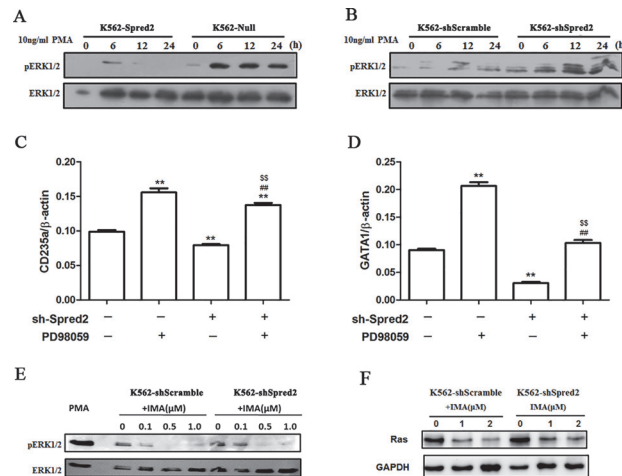 A
K562-Spred2 K562-Null
10ng/ml PMA 0 6 12 24 0 6 12 24 (h)
pERK1/2
ERK1/2
B
K562-shScramble K562-shSpred2
10ng/ml PMA 0 6 12 24 0 6 12 24 (h)
pERK1/2
ERK1/2
C
CD235a/β-actin
0.20
0.15
0.10
0.05
0.00
**
**
$$
##
**
sh-Spred2 – – + +
PD98059 – + – +
D
GATA1/β-actin
0.25
0.20
0.15
0.10
0.05
0.00
**
**
$$
##
sh-Spred2 – – + +
PD98059 – + – +
E
K562-shScramble K562-shSpred2
PMA +IMA(μM) +IMA(μM)
0 0.1 0.5 1.0 0 0.1 0.5 1.0
pERK1/2
ERK1/2
F
K562-shScramble K562-shSpred2
+IMA(μM) IMA(μM)
0 1 2 0 1 2
Ras
GAPDH